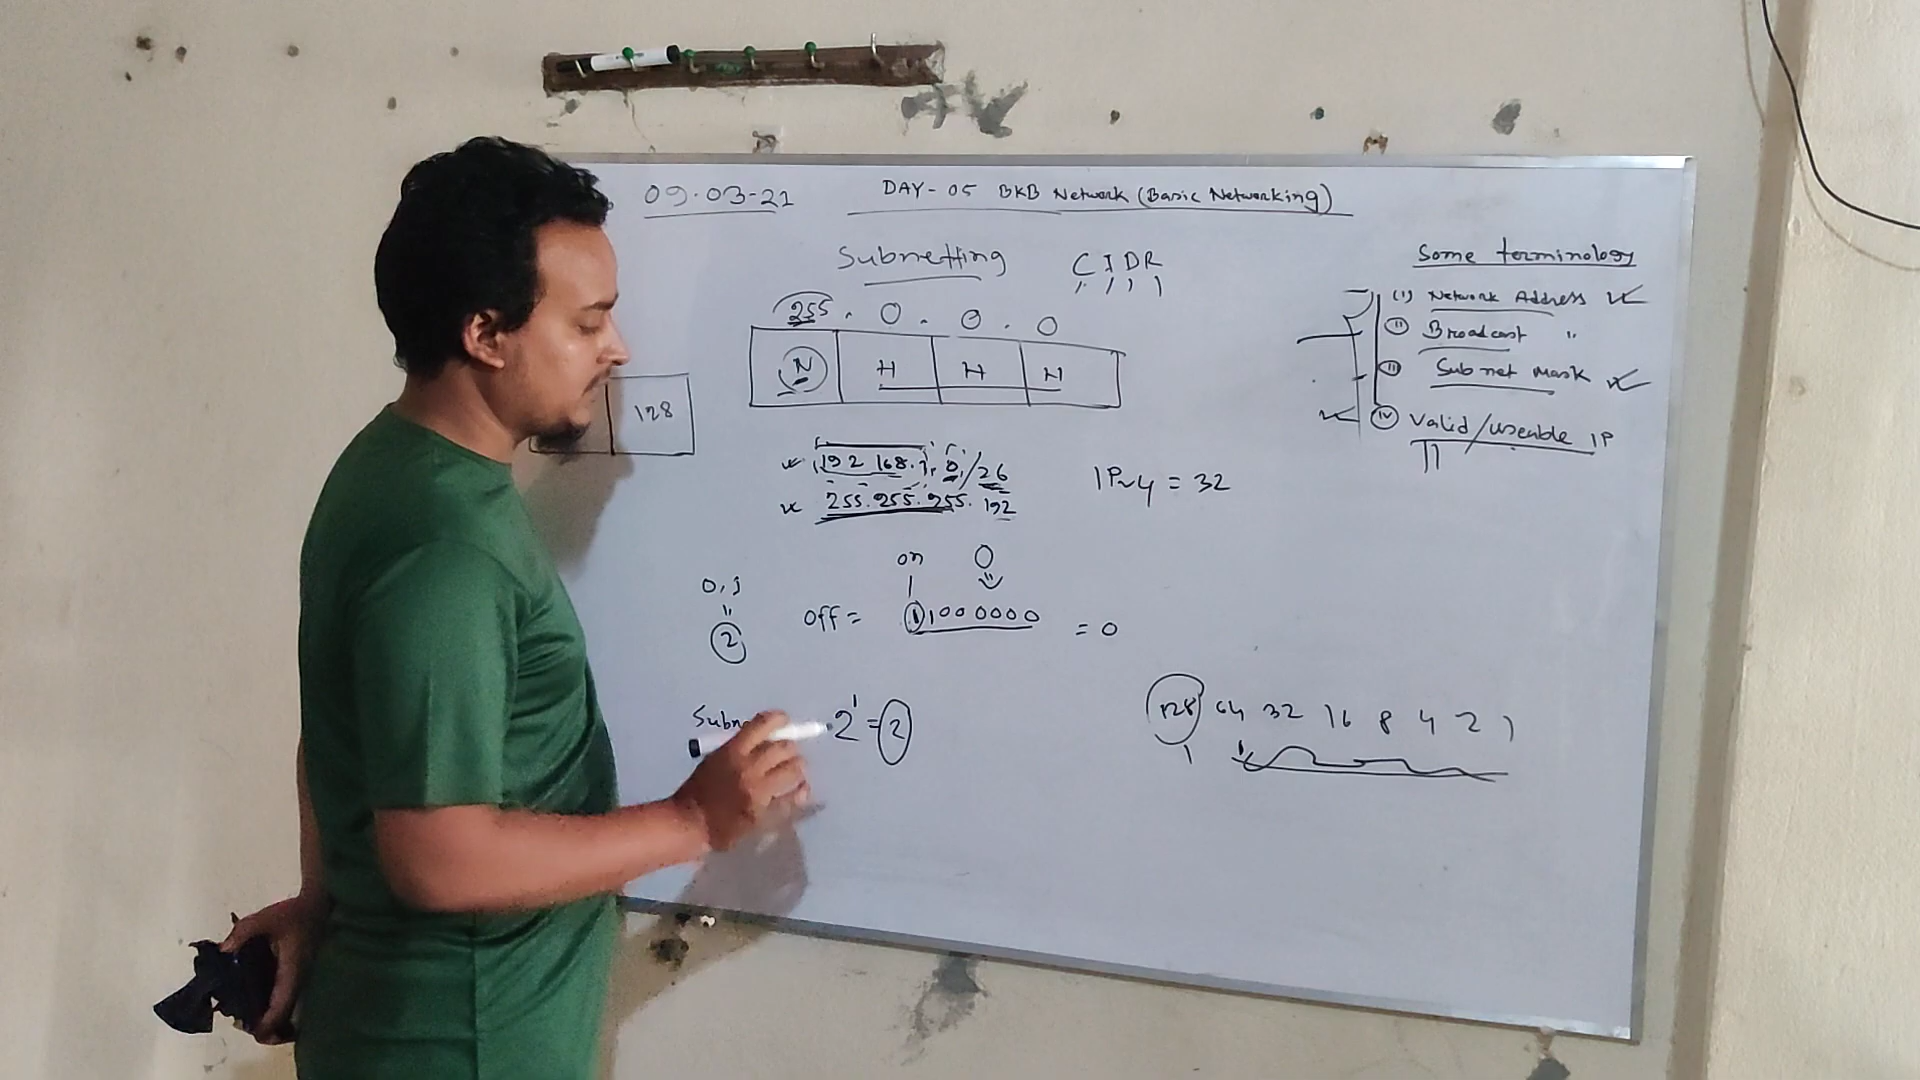 09-03-21
DAY-05 BKB Network (Basic Networking)
Subnetting CIDR
255.0.0.0
N H H H
128
192 168.1.0/26
255.255.255.192
IPv4 = 32
on 0
0,1
off = 11000000 = 0
2
2¹ = 2
128 64 32 16 8 4 2 1
1 1
Some terminology
(i) Network Address
(ii) Broadcast "
Subnet Mask
(iv) Valid/useable IP